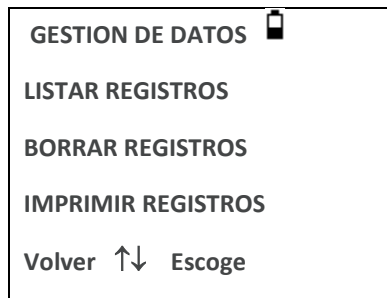 GESTION DE DATOS
LISTAR REGISTROS
BORRAR REGISTROS
IMPRIMIR REGISTROS
Volver ↑↓ Escoge